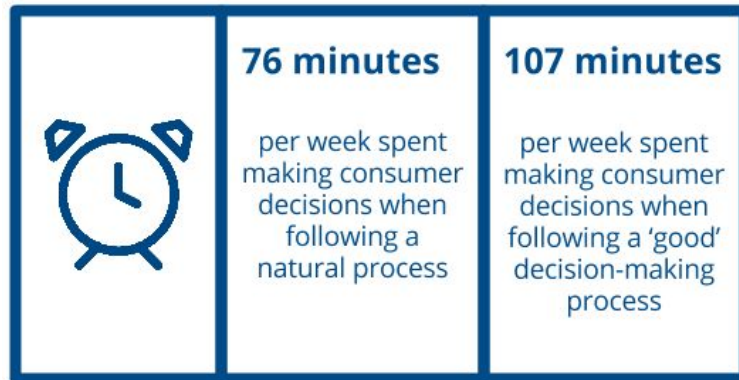 76 minutes
per week spent
making consumer
decisions when
following a
natural process
107 minutes
per week spent
making consumer
decisions when
following a ‘good’
decision-making
process